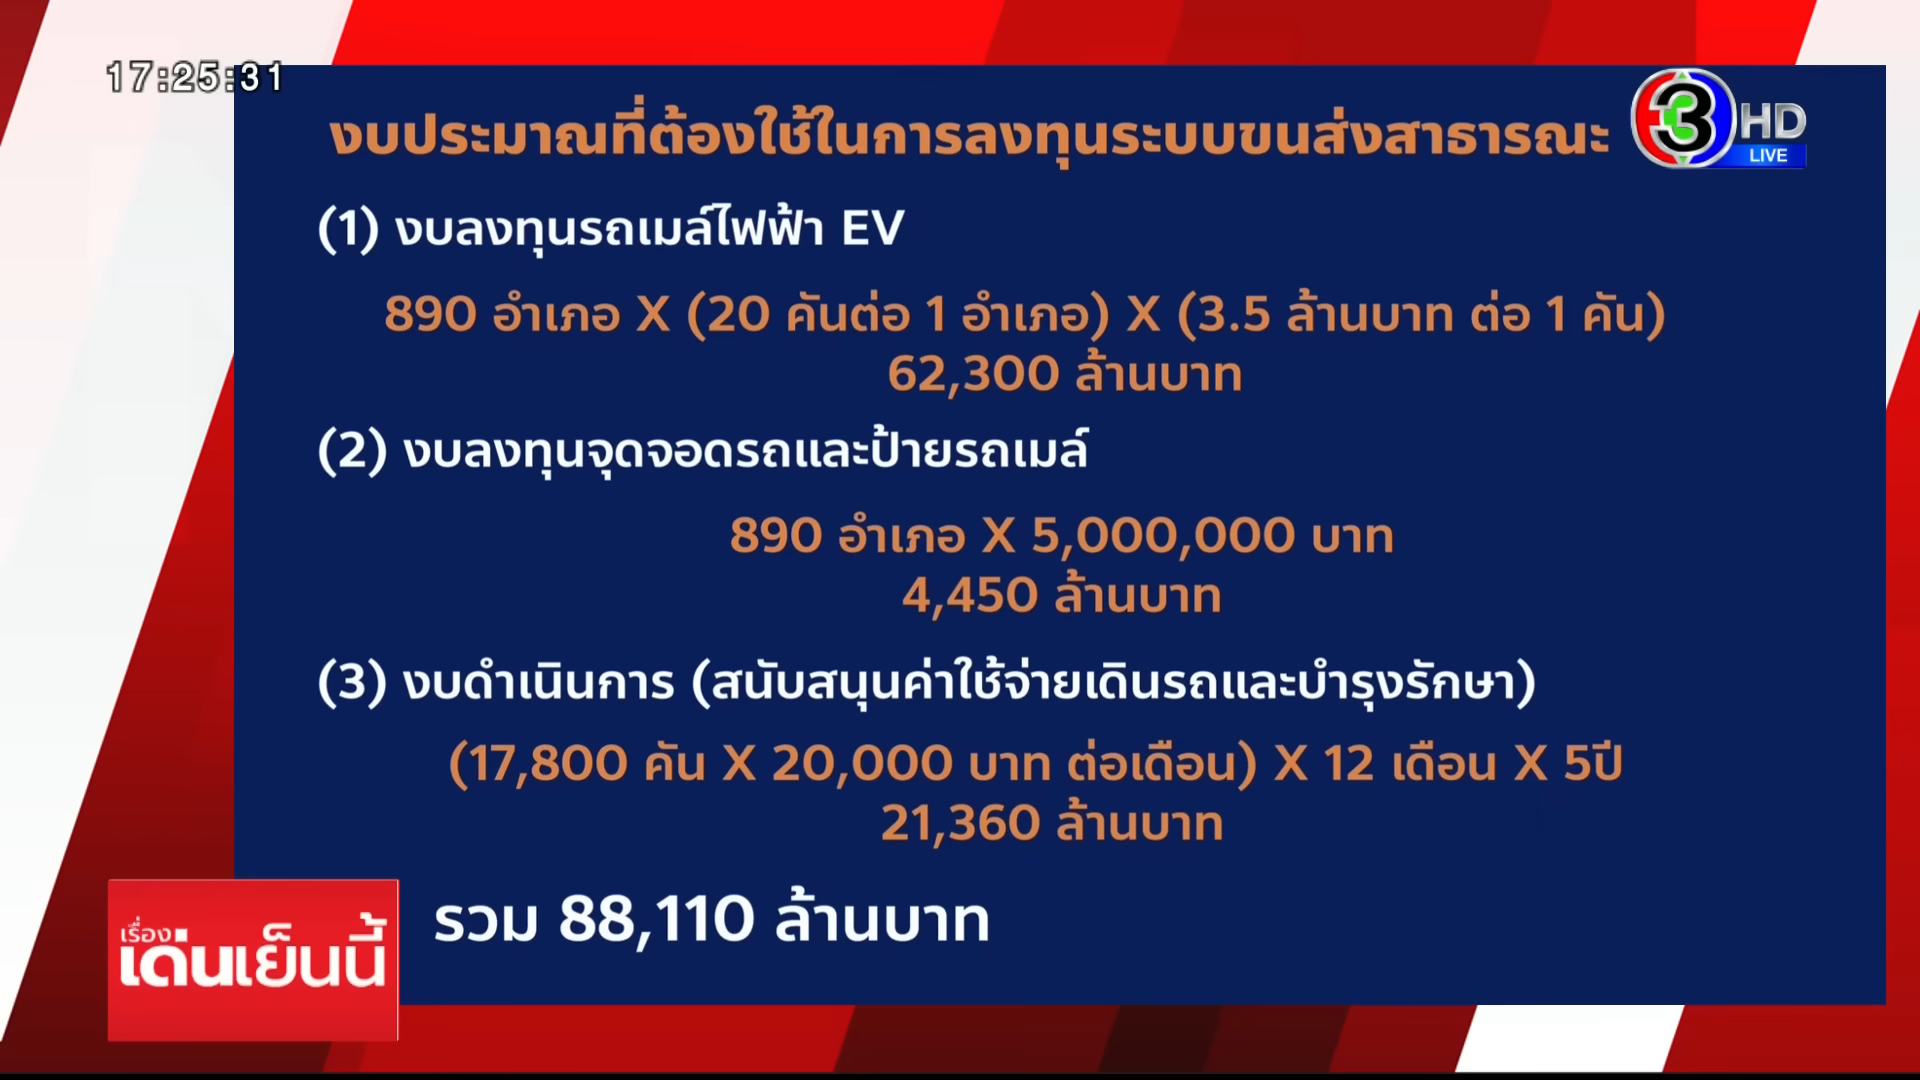 17:25:31
3 HD
LIVE
งบประมาณที่ต้องใช้ในการลงทุนระบบขนส่งสาธารณะ
(1) งบลงทุนรถเมล์ไฟฟ้า EV
890 อำเภอ X (20 คันต่อ 1 อำเภอ) X (3.5 ล้านบาท ต่อ 1 คัน)
62,300 ล้านบาท
(2) งบลงทุนจุดจอดรถและป้ายรถเมล์
890 อำเภอ X 5,000,000 บาท
4,450 ล้านบาท
(3) งบดำเนินการ (สนับสนุนค่าใช้จ่ายเดินรถและบำรุงรักษา)
(17,800 คัน X 20,000 บาท ต่อเดือน) X 12 เดือน X 5ปี
21,360 ล้านบาท
รวม 88,110 ล้านบาท
เรื่อง
เด่นเย็นนี้